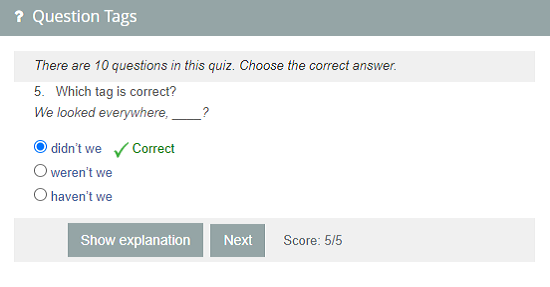 ? Question Tags
There are 10 questions in this quiz. Choose the correct answer.
5. Which tag is correct?
We looked everywhere, ____?
didn't we ✓ Correct
weren't we
haven't we
Show explanation Next Score: 5/5